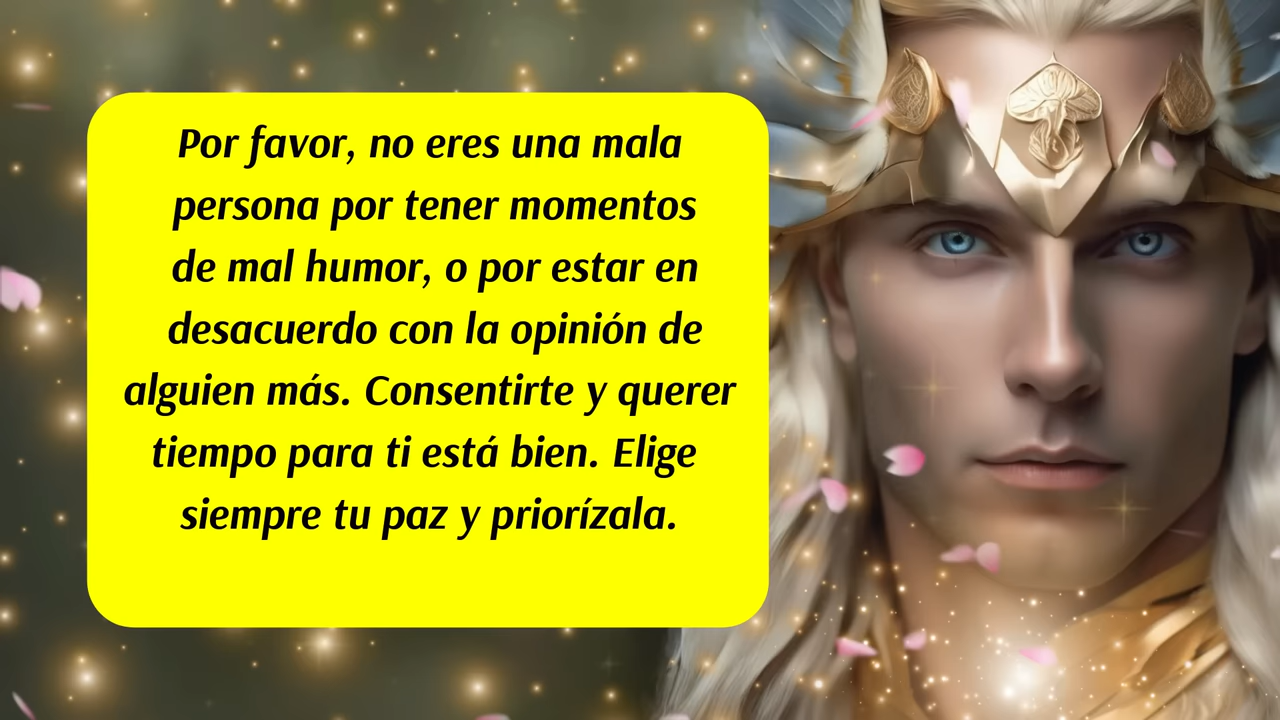 Por favor, no eres una mala
persona por tener momentos
de mal humor, o por estar en
desacuerdo con la opinión de
alguien más. Consentirte y querer
tiempo para ti está bien. Elige
siempre tu paz y priorízala.